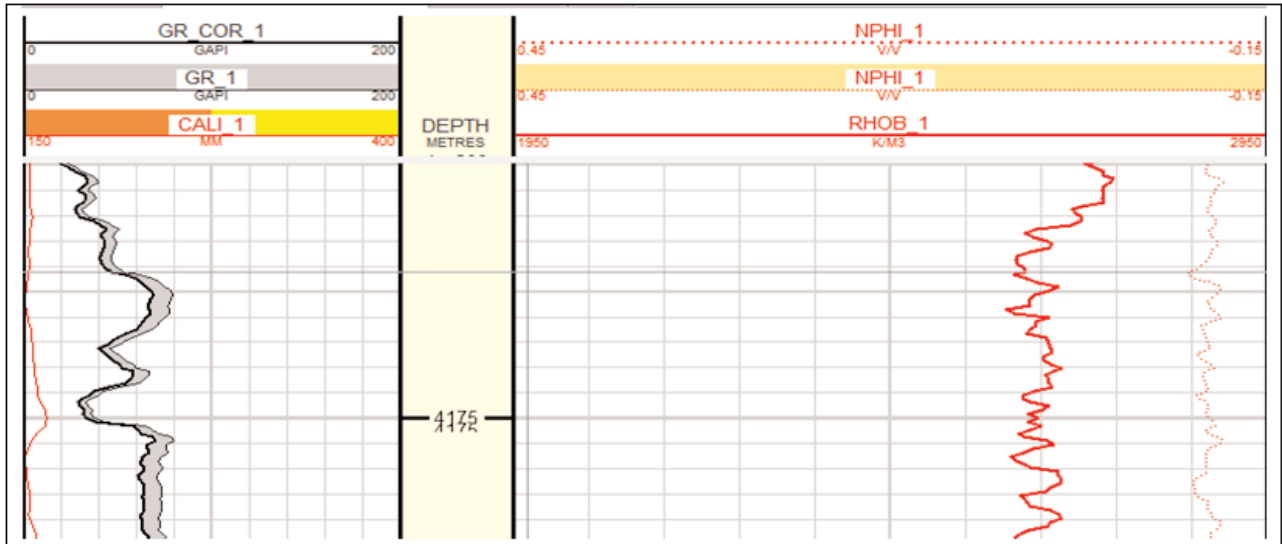 GR_COR_1
0 GAPI 200
GR_1
0 GAPI 200
CALI_1
150 MM 400
DEPTH
METRES
NPHI_1
0.45 V/V -0.15
NPHI_1
0.45 V/V -0.15
RHOB_1
1950 K/M3 2950
4175